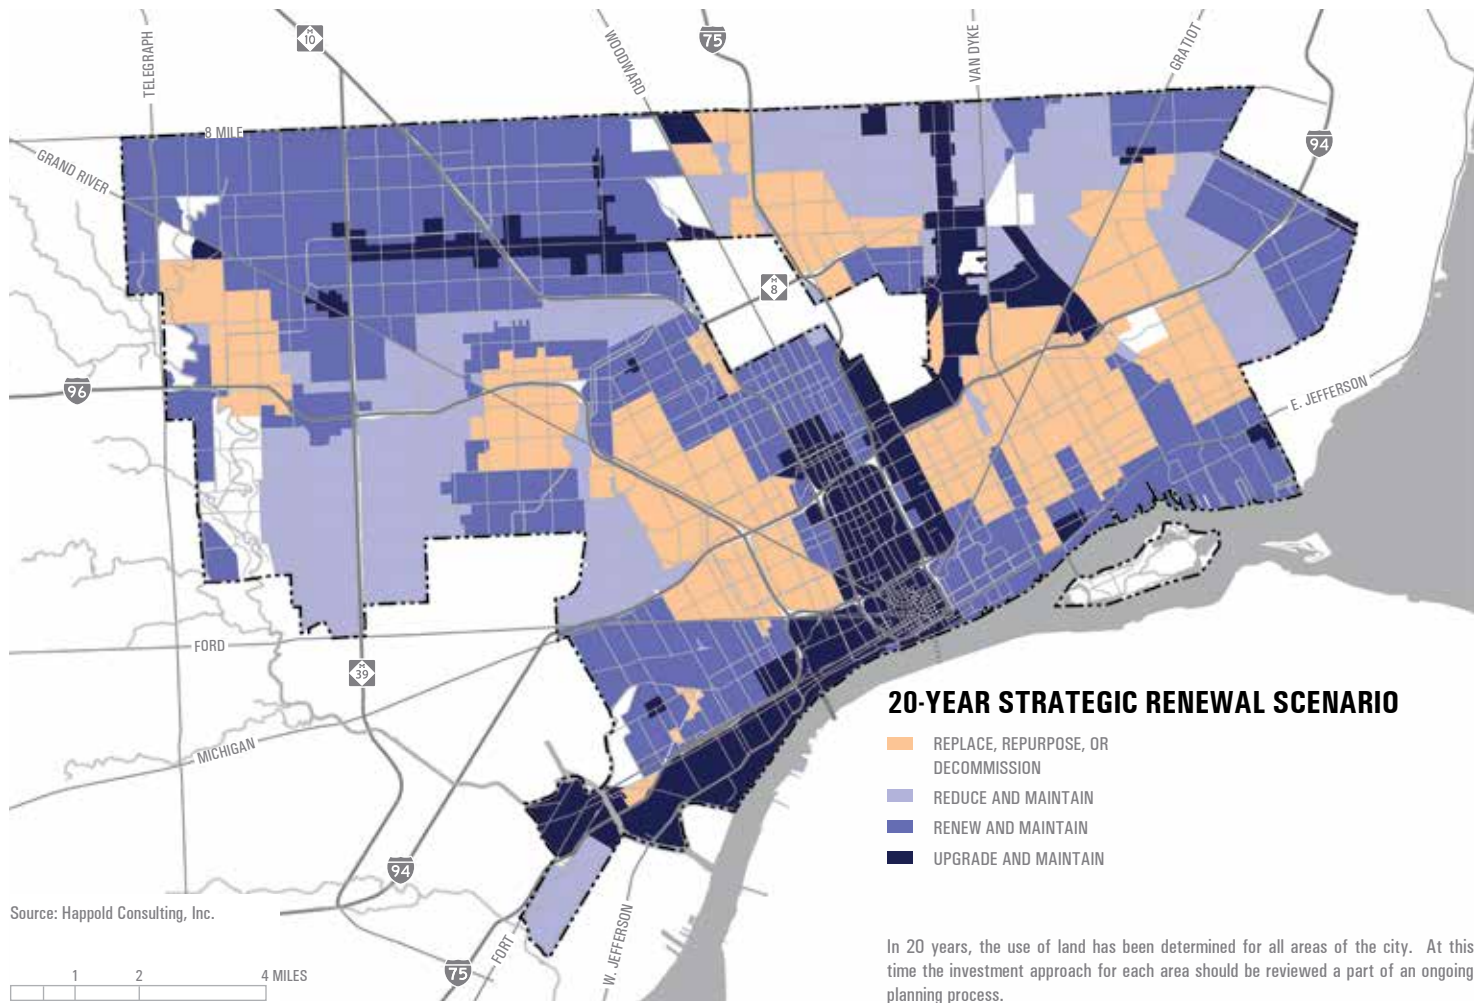 TELEGRAPH
M
10
WOODWARD
75
VAN DYKE
GRATIOT
8 MILE
GRAND RIVER
94
M
8
96
E. JEFFERSON
FORD
M
39
MICHIGAN
20-YEAR STRATEGIC RENEWAL SCENARIO
REPLACE, REPURPOSE, OR
DECOMMISSION
REDUCE AND MAINTAIN
RENEW AND MAINTAIN
UPGRADE AND MAINTAIN
94
Source: Happold Consulting, Inc.
FORT
W. JEFFERSON
75
1 2 4 MILES
In 20 years, the use of land has been determined for all areas of the city. At this
time the investment approach for each area should be reviewed a part of an ongoing
planning process.